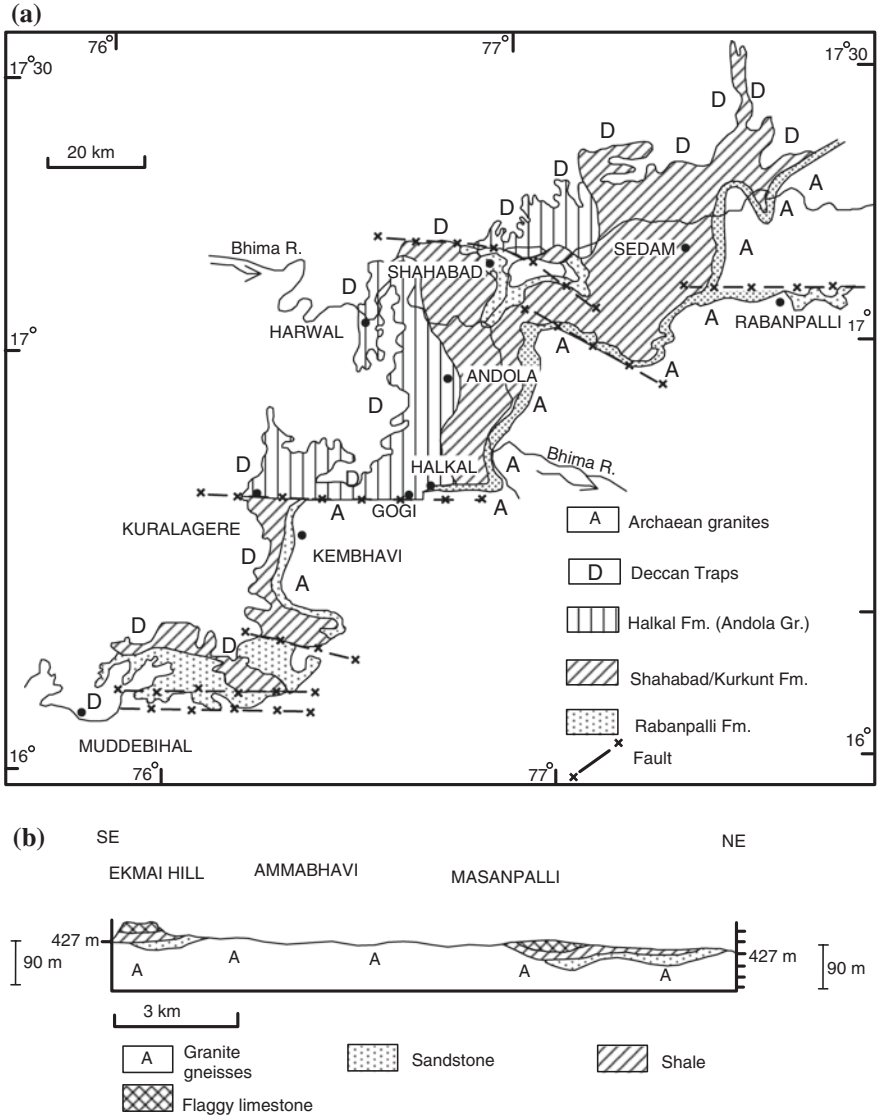 (a)
76°
77°
17°30
17°30
20 km
D
D
D
D
D
D
D
D
A
A
A
Bhima R.
SHAHABAD
SEDAM
D
HARWAL
RABANPALLI
A
17°
17°
A
A
ANDOLA
D
A
HALKAL
D
D
A
Bhima R.
GOGI
A
A
KURALAGERE
KEMBHAVI
D
A
D
D
D
MUDDEBIHAL
A Archaean granites
D Deccan Traps
Halkal Fm. (Andola Gr.)
Shahabad/Kurkunt Fm.
Rabanpalli Fm.
Fault
16°
16°
76°
77°
(b)
SE
NE
EKMAI HILL
AMMABHAVI
MASANPALLI
427 m
427 m
90 m
90 m
A
A
A
A
A
3 km
A Granite
gneisses
Sandstone
Shale
Flaggy limestone